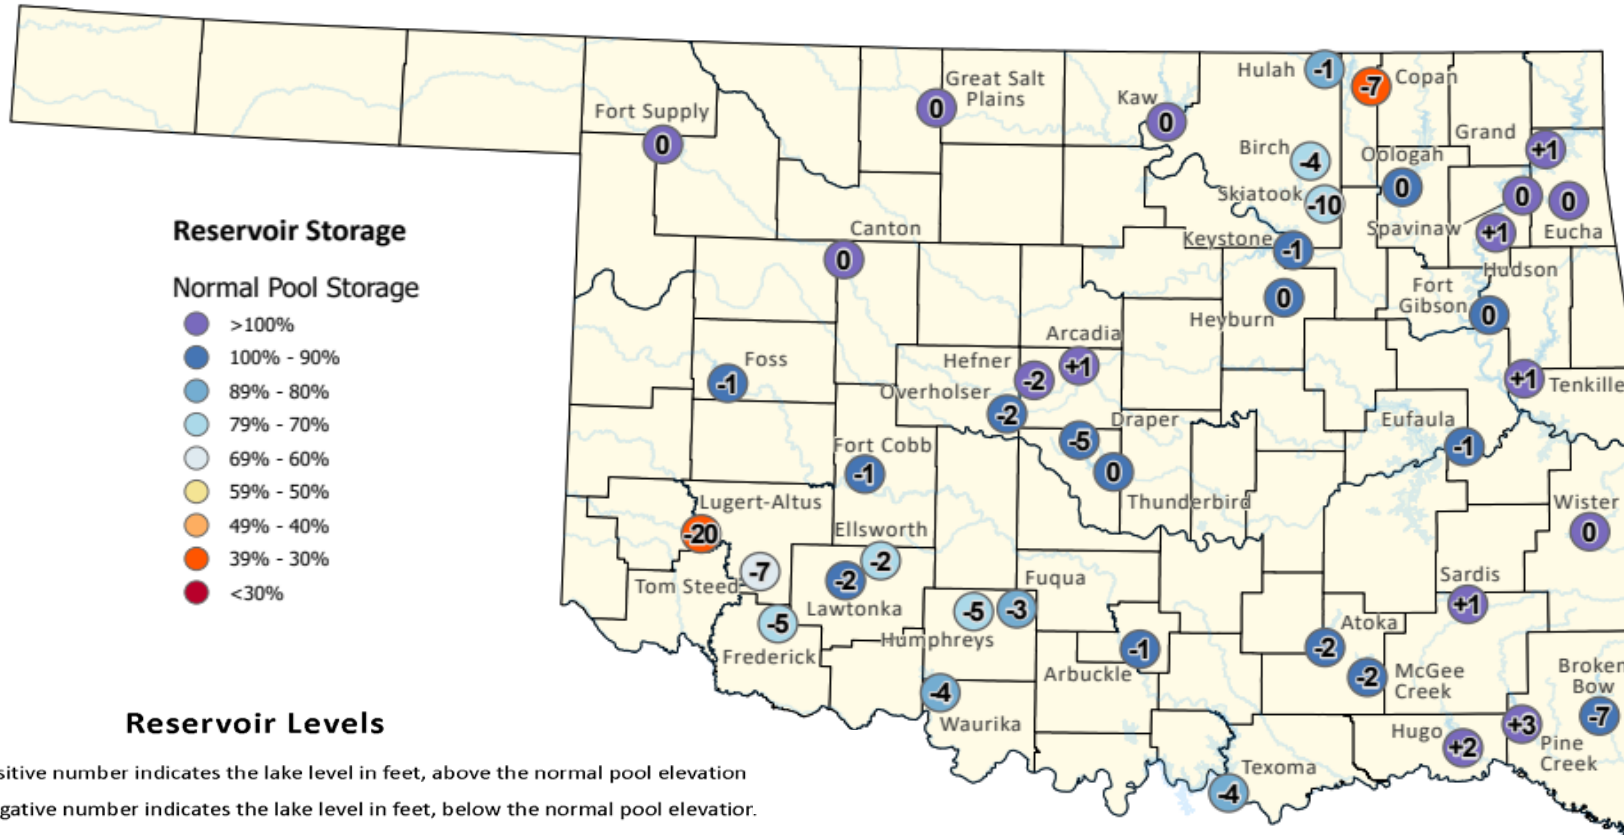 Hulah
-1
-7
Copan
Great Salt
Plains
0
Kaw
0
Fort Supply
0
Grand
+1
Birch
-4
Oologah
0
Skiatook
-10
0
0
Spavinaw
+1
Eucha
Canton
0
Keystone
-1
Hudson
Reservoir Storage
Normal Pool Storage
>100%
100% - 90%
89% - 80%
79% - 70%
69% - 60%
59% - 50%
49% - 40%
39% - 30%
<30%
0
Heyburn
Fort
Gibson
0
Arcadia
+1
Hefner
-2
Foss
-1
Overholser
-2
+1
Tenkille
Draper
-5
Eufaula
-1
Fort Cobb
-1
0
Thunderbird
Wister
0
Lugert-Altus
-20
Ellsworth
-2
-7
Tom Steed
-2
Lawtonka
Fuqua
-5
-3
Humphreys
Sardis
+1
-5
Frederick
Atoka
-2
-1
Arbuckle
-2
McGee
Creek
Broken
Bow
-7
-4
Waurika
Hugo
+2
+3
Pine
Creek
Texoma
-4
Reservoir Levels
sitive number indicates the lake level in feet, above the normal pool elevation
gative number indicates the lake level in feet, below the normal pool elevatior.